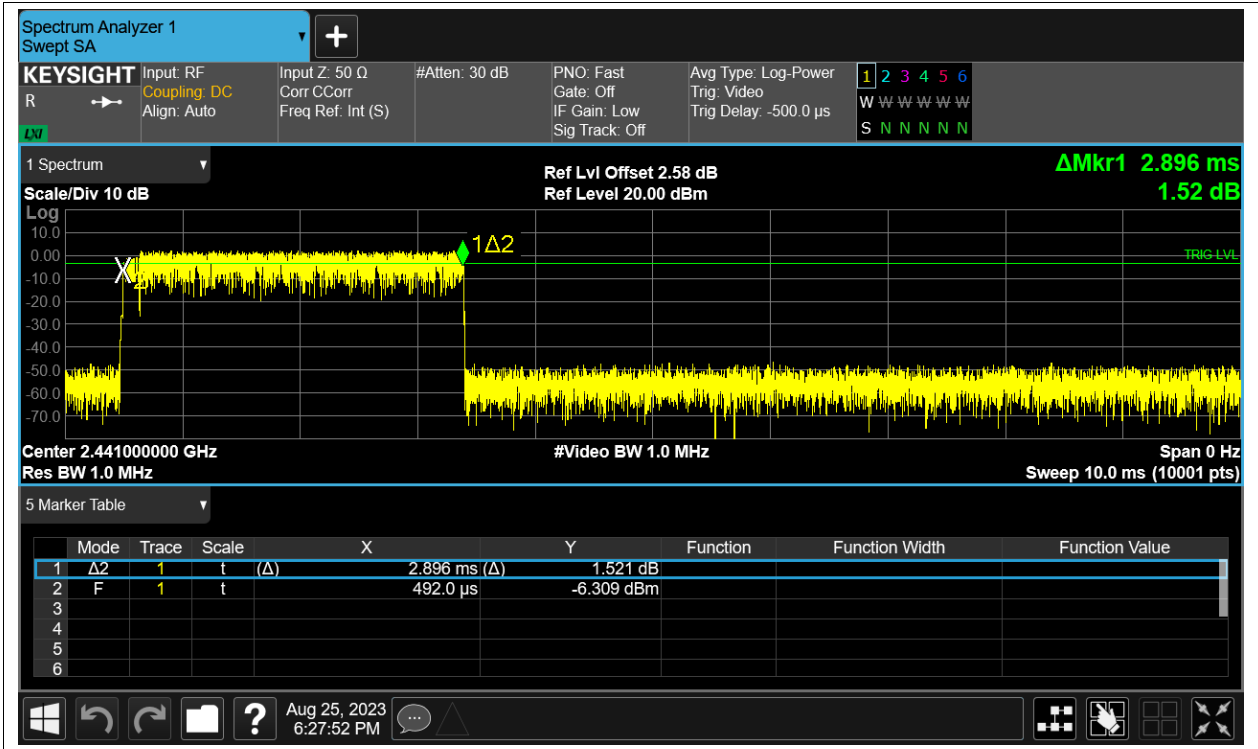 Spectrum Analyzer 1
Swept SA
KEYSIGHT Input: RF Input Z: 50 Ω #Atten: 30 dB PNO: Fast Avg Type: Log-Power 1 2 3 4 5 6
R Coupling: DC Corr CCorr Gate: Off Trig: Video W W W W W W
Align: Auto Freq Ref: Int (S) IF Gain: Low Trig Delay: -500.0 µs
LXI Sig Track: Off S N N N N N
1 Spectrum Ref Lvl Offset 2.58 dB ΔMkr1 2.896 ms
Scale/Div 10 dB Ref Level 20.00 dBm 1.52 dB
Log
10.0
1Δ2
0.00 TRIG LVL
X
2
-10.0
-20.0
-30.0
-40.0
-50.0
-60.0
-70.0
Center 2.441000000 GHz #Video BW 1.0 MHz Span 0 Hz
Res BW 1.0 MHz Sweep 10.0 ms (10001 pts)
5 Marker Table
Mode Trace Scale X Y Function Function Width Function Value
1 Δ2 1 t (Δ) 2.896 ms (Δ) 1.521 dB
2 F 1 t 492.0 µs -6.309 dBm
3
4
5
6
? Aug 25, 2023
6:27:52 PM